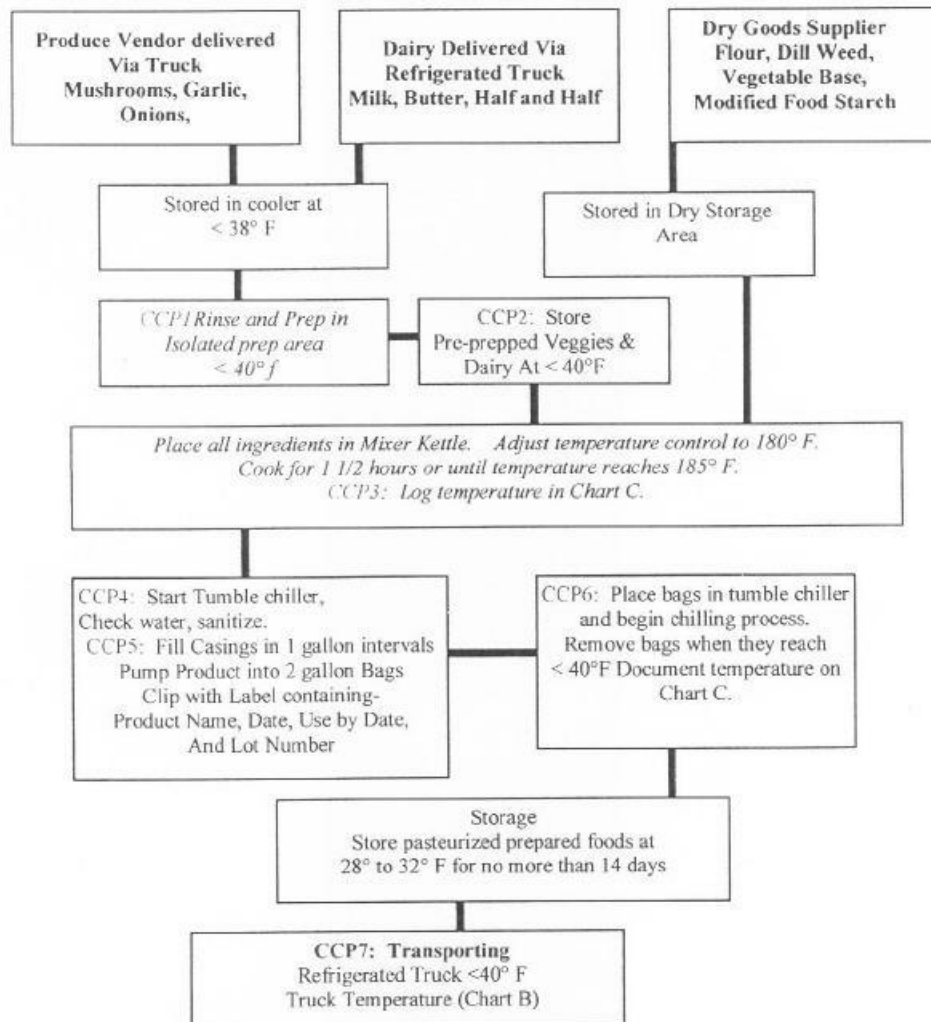 Produce Vendor delivered
Via Truck
Mushrooms, Garlic,
Onions,
Dairy Delivered Via
Refrigerated Truck
Milk, Butter, Half and Half
Dry Goods Supplier
Flour, Dill Weed,
Vegetable Base,
Modified Food Starch
Stored in cooler at
< 38° F
Stored in Dry Storage
Area
CCP1Rinse and Prep in
Isolated prep area
< 40° f
CCP2: Store
Pre-prepped Veggies &
Dairy At < 40°F
Place all ingredients in Mixer Kettle. Adjust temperature control to 180° F.
Cook for 1 1/2 hours or until temperature reaches 185° F.
CCP3: Log temperature in Chart C.
CCP4: Start Tumble chiller,
Check water, sanitize.
CCP5: Fill Casings in 1 gallon intervals
Pump Product into 2 gallon Bags
Clip with Label containing-
Product Name, Date, Use by Date,
And Lot Number
CCP6: Place bags in tumble chiller
and begin chilling process.
Remove bags when they reach
< 40°F Document temperature on
Chart C.
Storage
Store pasteurized prepared foods at
28° to 32° F for no more than 14 days
CCP7: Transporting
Refrigerated Truck <40° F
Truck Temperature (Chart B)